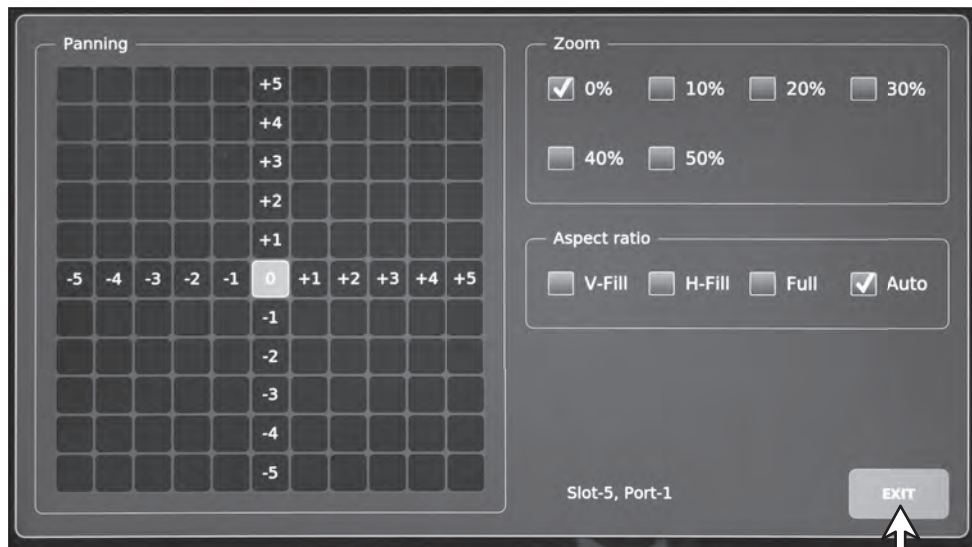 Panning
+5
+4
+3
+2
+1
-5 -4 -3 -2 -1 0 +1 +2 +3 +4 +5
-1
-2
-3
-4
-5
Zoom
0% 10% 20% 30%
40% 50%
Aspect ratio
V-Fill H-Fill Full Auto
Slot-5, Port-1
EXIT